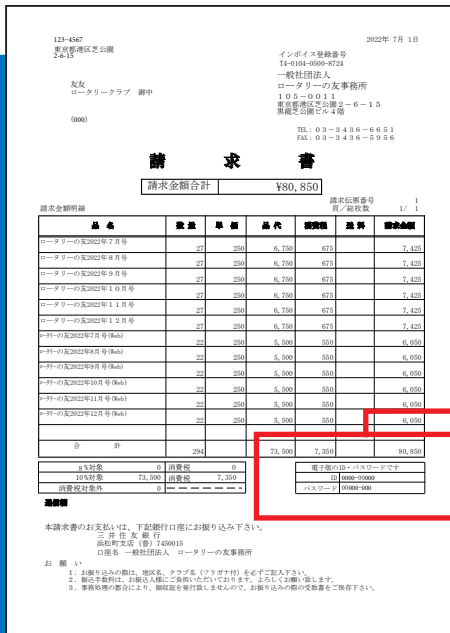 123-4567
東京都港区芝公園
2-6-15
2022年 7月 1日
友友
ロータリークラブ 御中
(000)
インボイス登録番号
T4-0104-0500-8724
一般社団法人
ロータリーの友事務所
105-0011
東京都港区芝公園2-6-15
黒龍芝公園ビル4階
TEL:03-3436-6651
FAX:03-3436-5956
請 求 書
請求金額合計 ¥80,850
請求伝票番号 1
請求金額明細 頁/総枚数 1/ 1
品 名 数 量 単 価 品 代 消費税 送 料 請求金額
ロータリーの友2022年7月号 27 250 6,750 675 7,425
ロータリーの友2022年8月号 27 250 6,750 675 7,425
ロータリーの友2022年9月号 27 250 6,750 675 7,425
ロータリーの友2022年10月号 27 250 6,750 675 7,425
ロータリーの友2022年11月号 27 250 6,750 675 7,425
ロータリーの友2022年12月号 27 250 6,750 675 7,425
ロータリーの友2022年7月号(Web) 22 250 5,500 550 6,050
ロータリーの友2022年8月号(Web) 22 250 5,500 550 6,050
ロータリーの友2022年9月号(Web) 22 250 5,500 550 6,050
ロータリーの友2022年10月号(Web) 22 250 5,500 550 6,050
ロータリーの友2022年11月号(Web) 22 250 5,500 550 6,050
ロータリーの友2022年12月号(Web) 22 250 5,500 550 6,050
合 計 294 73,500 7,350 80,850
8%対象 0 消費税 0
10%対象 73,500 消費税 7,350
消費税対象外 0
電子版のID・パスワードです
ID 0000-00000
パスワード 00000-000
通信欄
本請求書のお支払いは、下記銀行口座にお振り込み下さい。
三 井 住 友 銀 行
浜松町支店 (普) 7450015
口座名 一般社団法人 ロータリーの友事務所
お 願 い
1.お振り込みの際は、地区名、クラブ名(フリガナ付)を必ずご記入下さい。
2.振込手数料は、お振込人様にご負担いただいております。よろしくお願い致します。
3.事務処理の都合により、領収証を発行致しませんので、お振り込みの際の受取書をご保存下さい。